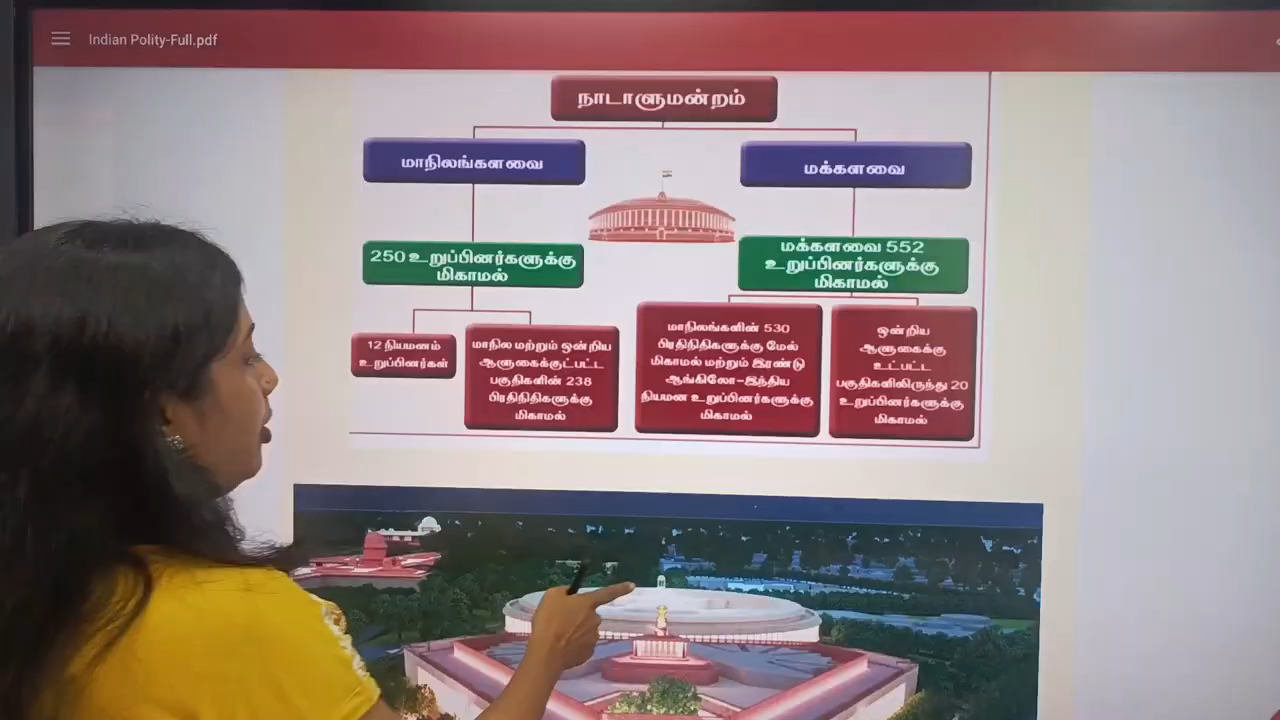 Indian Polity-Full.pdf
நாடாளுமன்றம்
மாநிலங்களவை
மக்களவை
250 உறுப்பினர்களுக்கு
மிகாமல்
மக்களவை 552
உறுப்பினர்களுக்கு
மிகாமல்
12 நியமனம்
உறுப்பினர்கள்
மாநில மற்றும் ஒன்றிய
ஆளுகைக்குட்பட்ட
பகுதிகளின் 238
பிரதிநிதிகளுக்கு
மிகாமல்
மாநிலங்களின் 530
பிரதிநிதிகளுக்கு மேல்
மிகாமல் மற்றும் இரண்டு
ஆங்கிலோ-இந்திய
நியமன உறுப்பினர்களுக்கு
மிகாமல்
ஒன்றிய
ஆளுகைக்கு
உட்பட்ட
பகுதிகளிலிருந்து 20
உறுப்பினர்களுக்கு
மிகாமல்